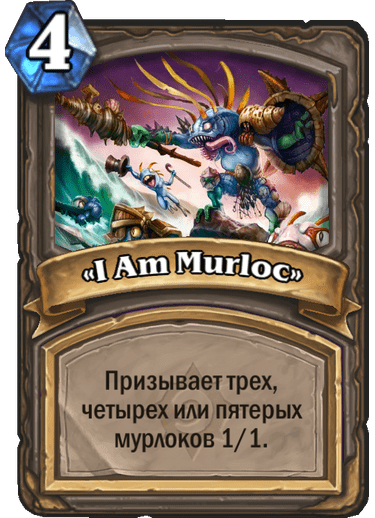 4
«I Am Murloc»
Призывает трех,
четырех или пятерых
мурлоков 1/1.